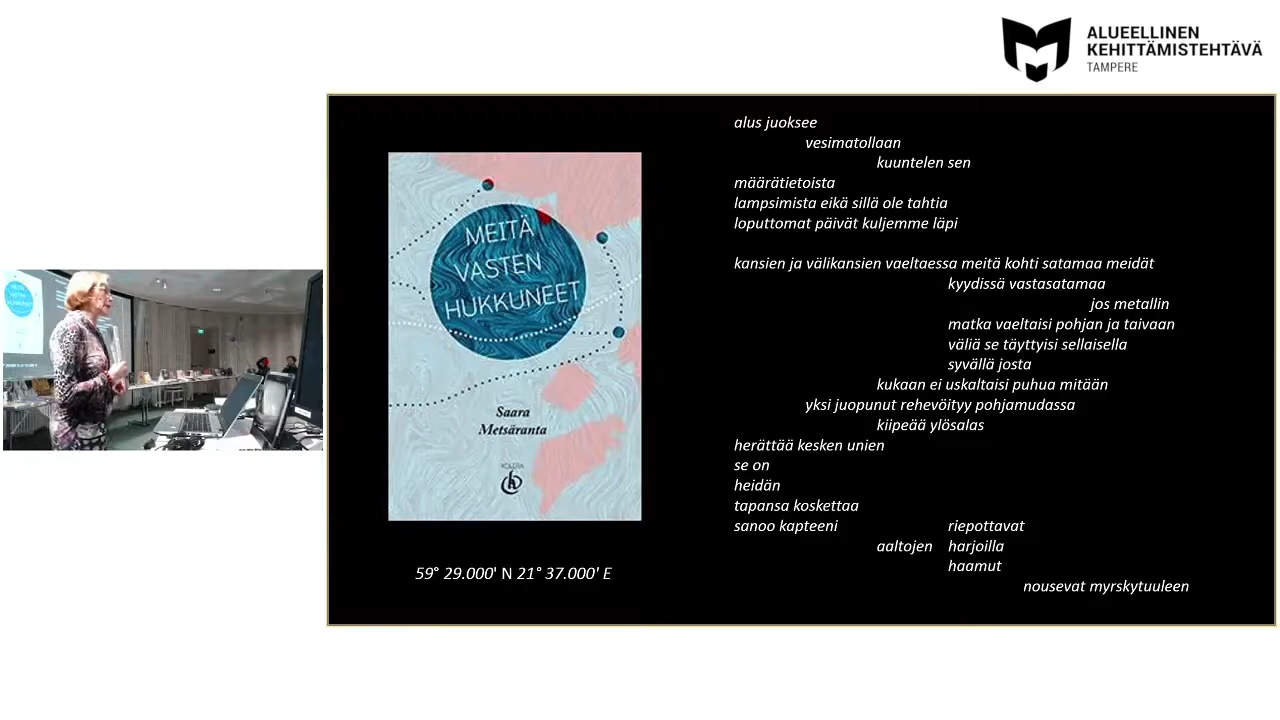 ALUEELLINEN
KEHITTÄMISTEHTÄVÄ
TAMPERE
MEITÄ
VASTEN
HUKKUNEET
Saara
Metsäranta
59° 29.000' N 21° 37.000' E
alus juoksee
vesimatollaan
kuuntelen sen
määrätietoista
lampsimista eikä sillä ole tahtia
loputtomat päivät kuljemme läpi
kansien ja välikansien vaeltaessa meitä kohti satamaa meidät
kyydissä vastasatamaa
jos metallin
matka vaeltaisi pohjan ja taivaan
väliä se täyttyisi sellaisella
syvällä josta
kukaan ei uskaltaisi puhua mitään
yksi juopunut rehevöityy pohjamudassa
kiipeää ylösalas
herättää kesken unien
se on
heidän
tapansa koskettaa
sanoo kapteeni riepottavat
aaltojen harjoilla
haamut
nousevat myrskytuuleen